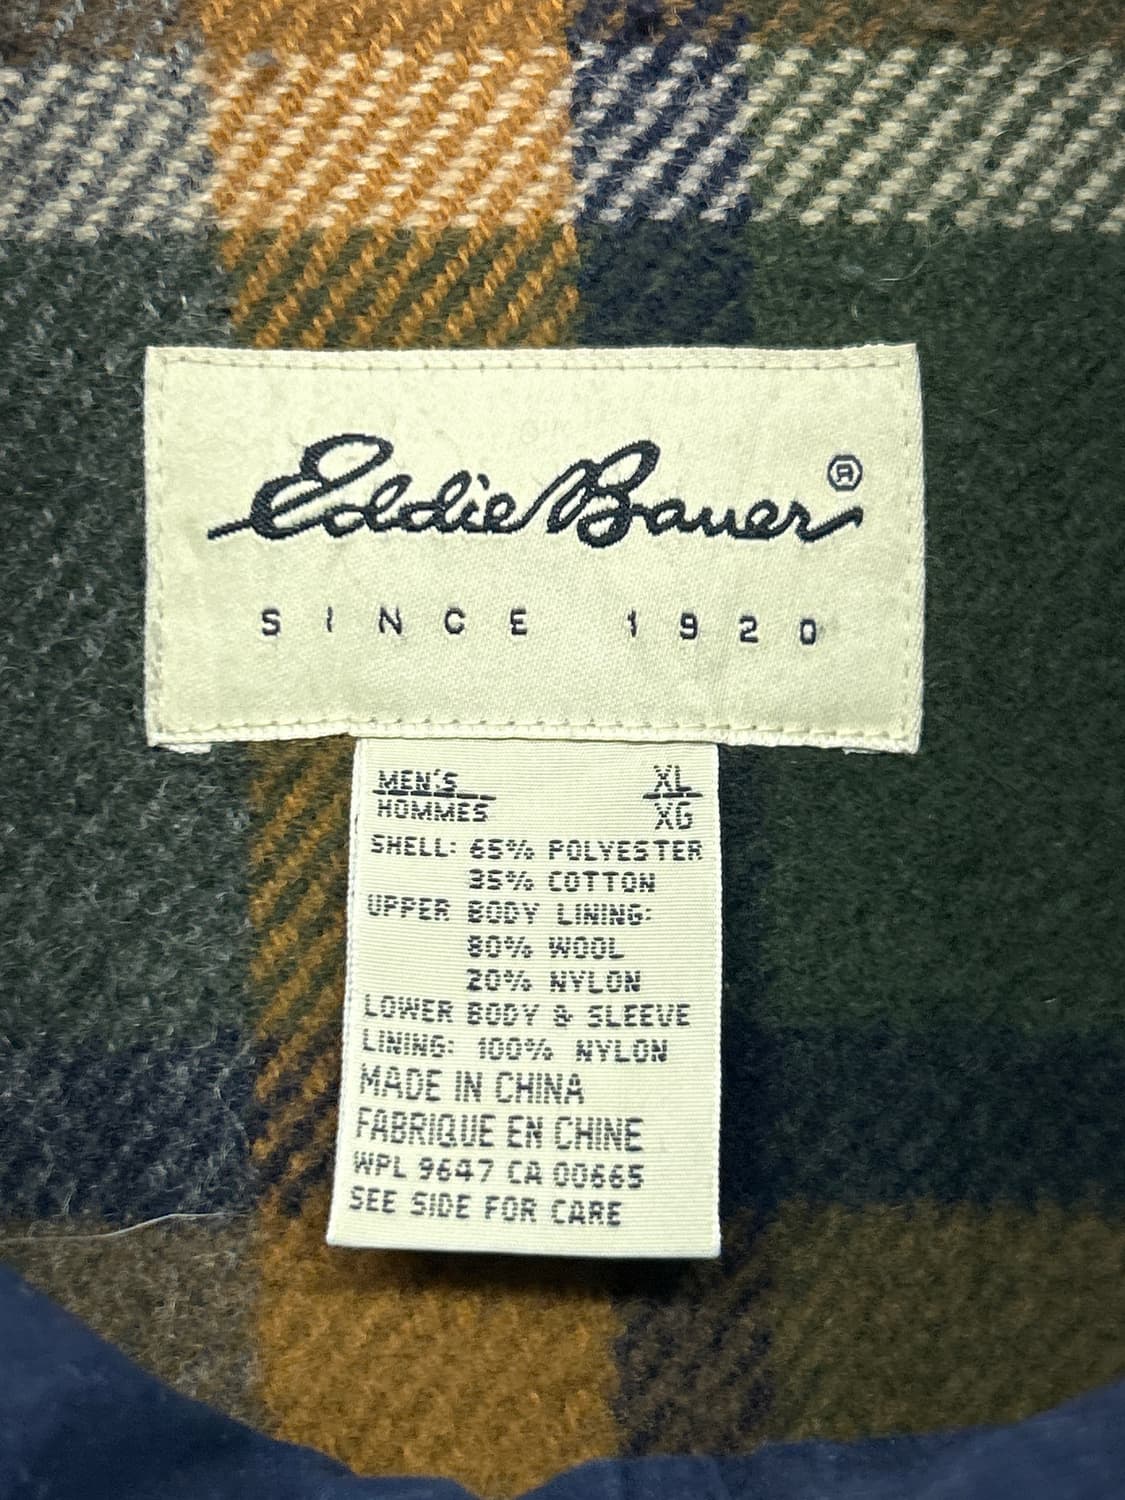 Eddie Bauer®
SINCE 1920
MEN'S XL
HOMMES XG
SHELL: 65% POLYESTER
35% COTTON
UPPER BODY LINING:
80% WOOL
20% NYLON
LOWER BODY & SLEEVE
LINING: 100% NYLON
MADE IN CHINA
FABRIQUE EN CHINE
WPL 9647 CA 00665
SEE SIDE FOR CARE